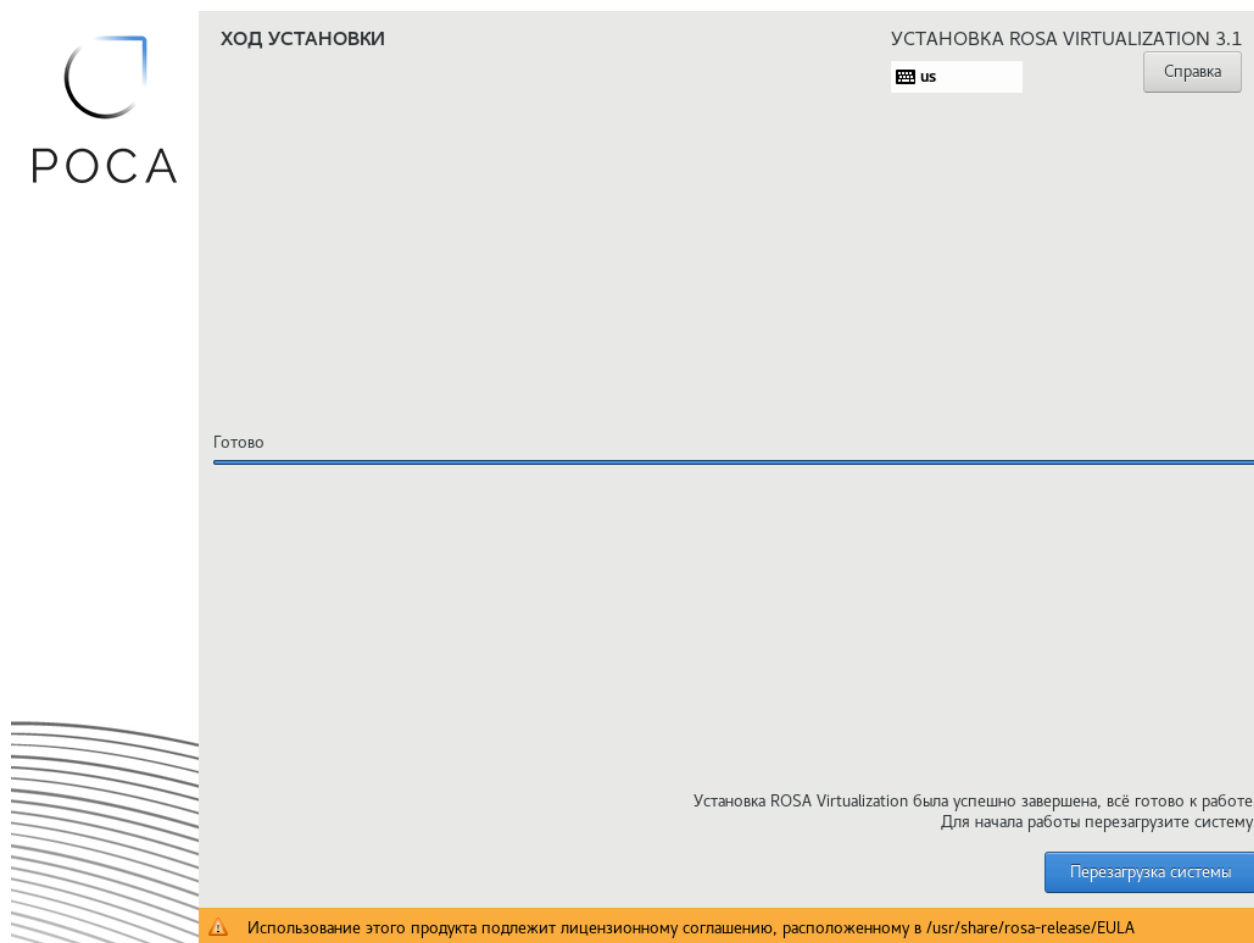 РОСА
ХОД УСТАНОВКИ
УСТАНОВКА ROSA VIRTUALIZATION 3.1
us
Справка
Готово
Установка ROSA Virtualization была успешно завершена, всё готово к работе
Для начала работы перезагрузите систему
Перезагрузка системы
Использование этого продукта подлежит лицензионному соглашению, расположенному в /usr/share/rosa-release/EULA